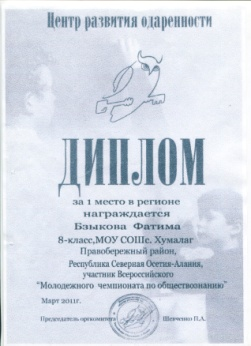 Центр развития одаренности
ДИПЛОМ
за 1 место в регионе
награждается
Бзыкова Фатима
8-класс,МОУ СОШс. Хумалаг
Правобережный район,
Республика Северная Осетия-Алания,
участник Всероссийского
"Молодежного чемпионата по обществознанию"
Март 2011г.
Председатель оргкомитета Шевченко П.А.